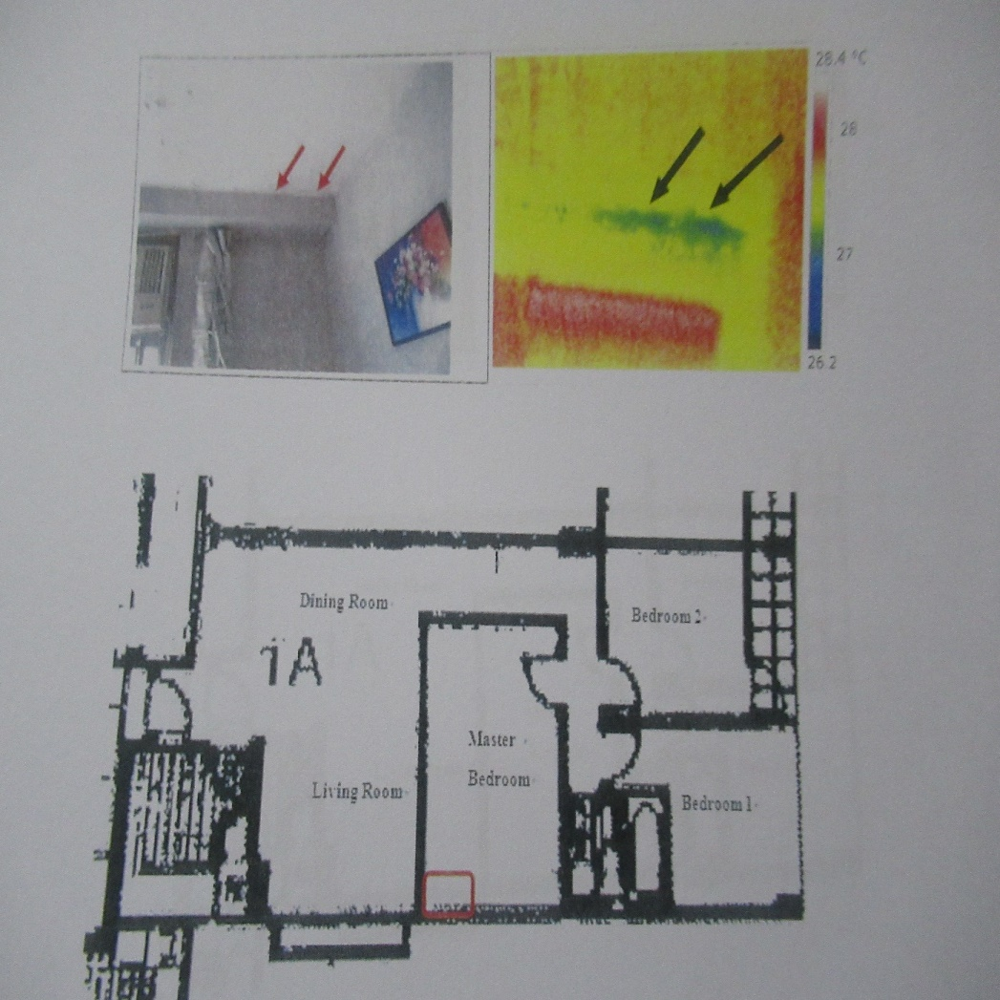 28.4 °C
28
27
26.2
Dining Room
Bedroom 2
1A
Master
Bedroom
Living Room
Bedroom 1